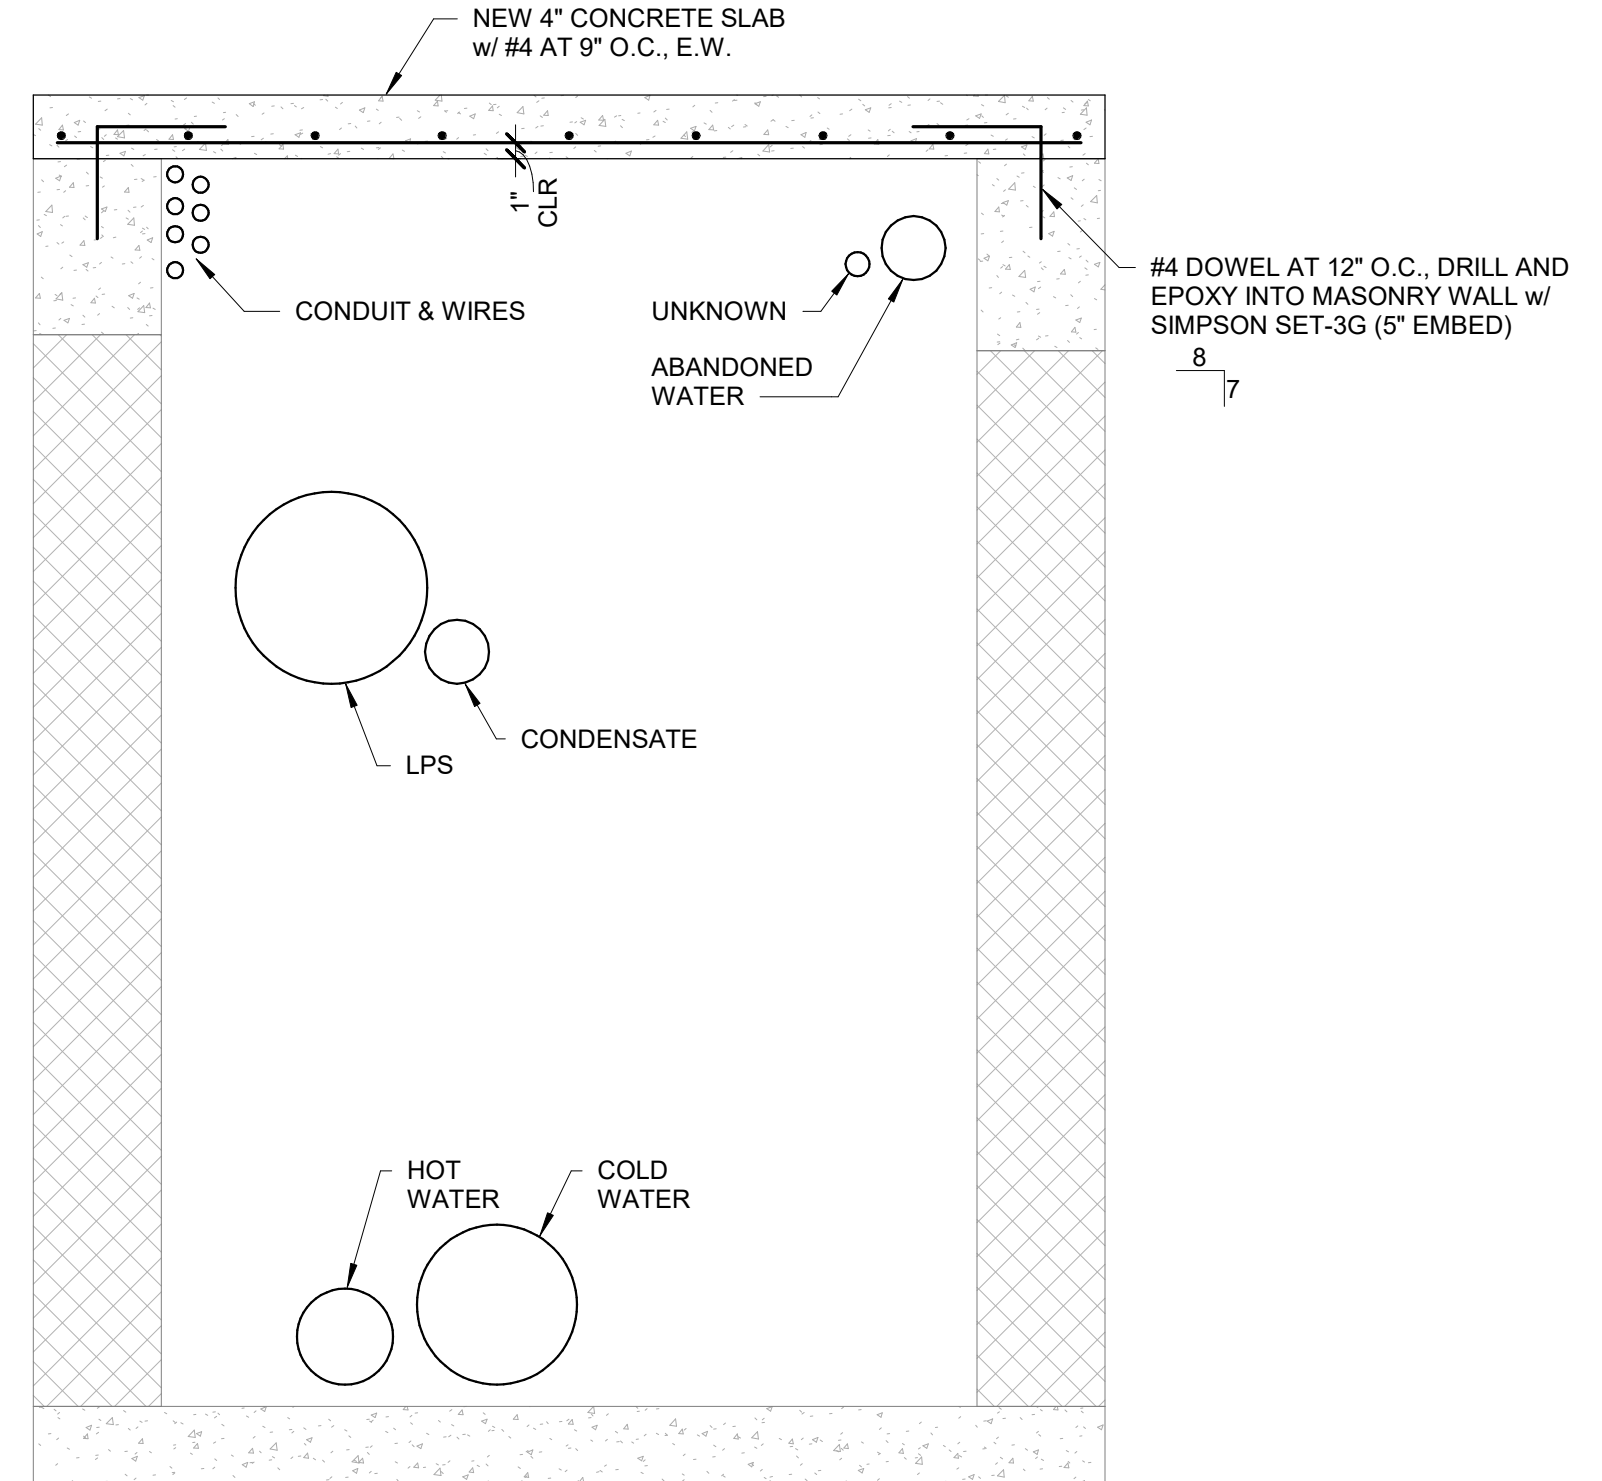 NEW 4" CONCRETE SLAB
w/ #4 AT 9" O.C., E.W.
1"
CLR
CONDUIT & WIRES
UNKNOWN
ABANDONED
WATER
#4 DOWEL AT 12" O.C., DRILL AND
EPOXY INTO MASONRY WALL w/
SIMPSON SET-3G (5" EMBED)
8
7
CONDENSATE
LPS
HOT
WATER
COLD
WATER